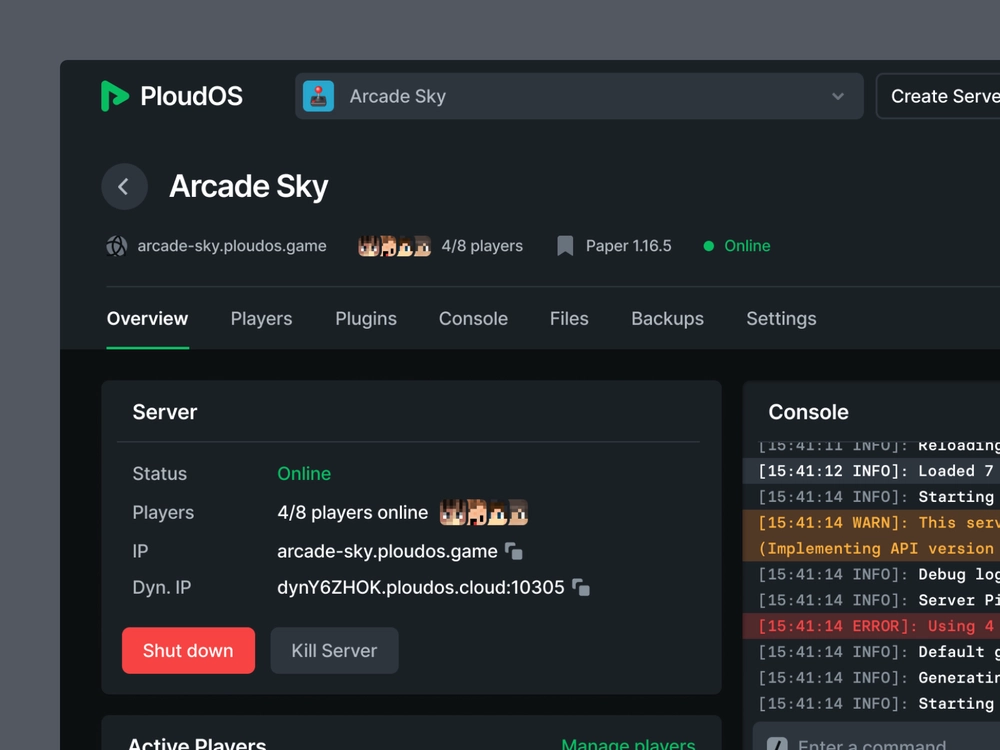 PloudOS
Arcade Sky
Create Serve
Arcade Sky
arcade-sky.ploudos.game
4/8 players
Paper 1.16.5
Online
Overview
Players
Plugins
Console
Files
Backups
Settings
Server
Status
Online
Players
4/8 players online
IP
arcade-sky.ploudos.game
Dyn. IP
dynY6ZHOK.ploudos.cloud:10305
Shut down
Kill Server
Active Players
Manage players
Console
[15:41:11 INFO]: Reloading
[15:41:12 INFO]: Loaded 7
[15:41:14 INFO]: Starting
[15:41:14 WARN]: This serv
(Implementing API version
[15:41:14 INFO]: Debug log
[15:41:14 INFO]: Server Pi
[15:41:14 ERROR]: Using 4
[15:41:14 INFO]: Default g
[15:41:14 INFO]: Generatin
[15:41:14 INFO]: Starting
/
Enter a command